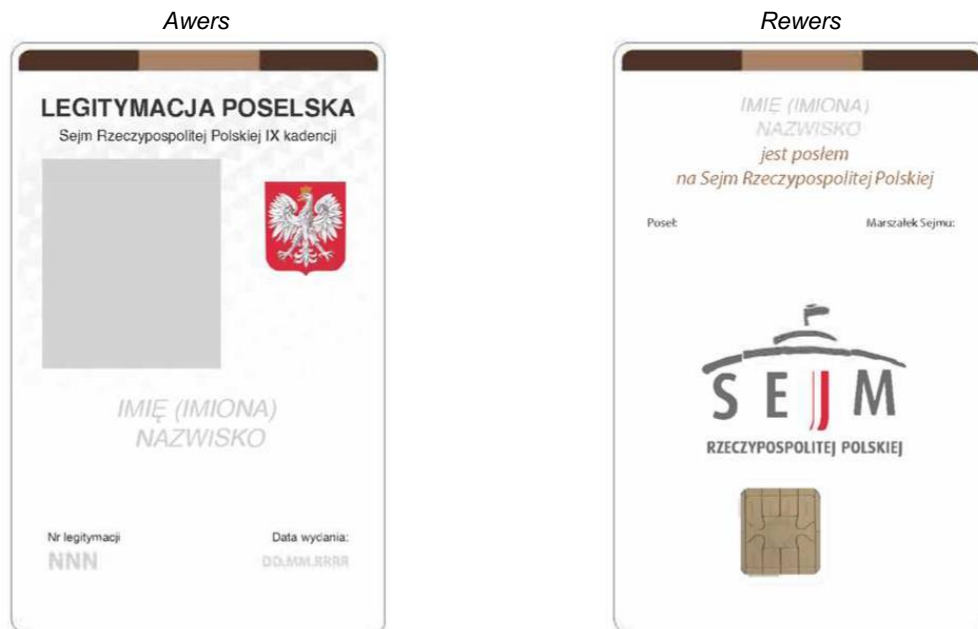 Awers
LEGITYMACJA POSELSKA
Sejm Rzeczypospolitej Polskiej IX kadencji
IMIĘ (IMIONA)
NAZWISKO
Nr legitymacji
NNN
Data wydania:
DD.MM.RRRR
Rewers
IMIĘ (IMIONA)
NAZWISKO
jest posłem
na Sejm Rzeczypospolitej Polskiej
Poseł:
Marszałek Sejmu:
SEJM
RZECZYPOSPOLITEJ POLSKIEJ